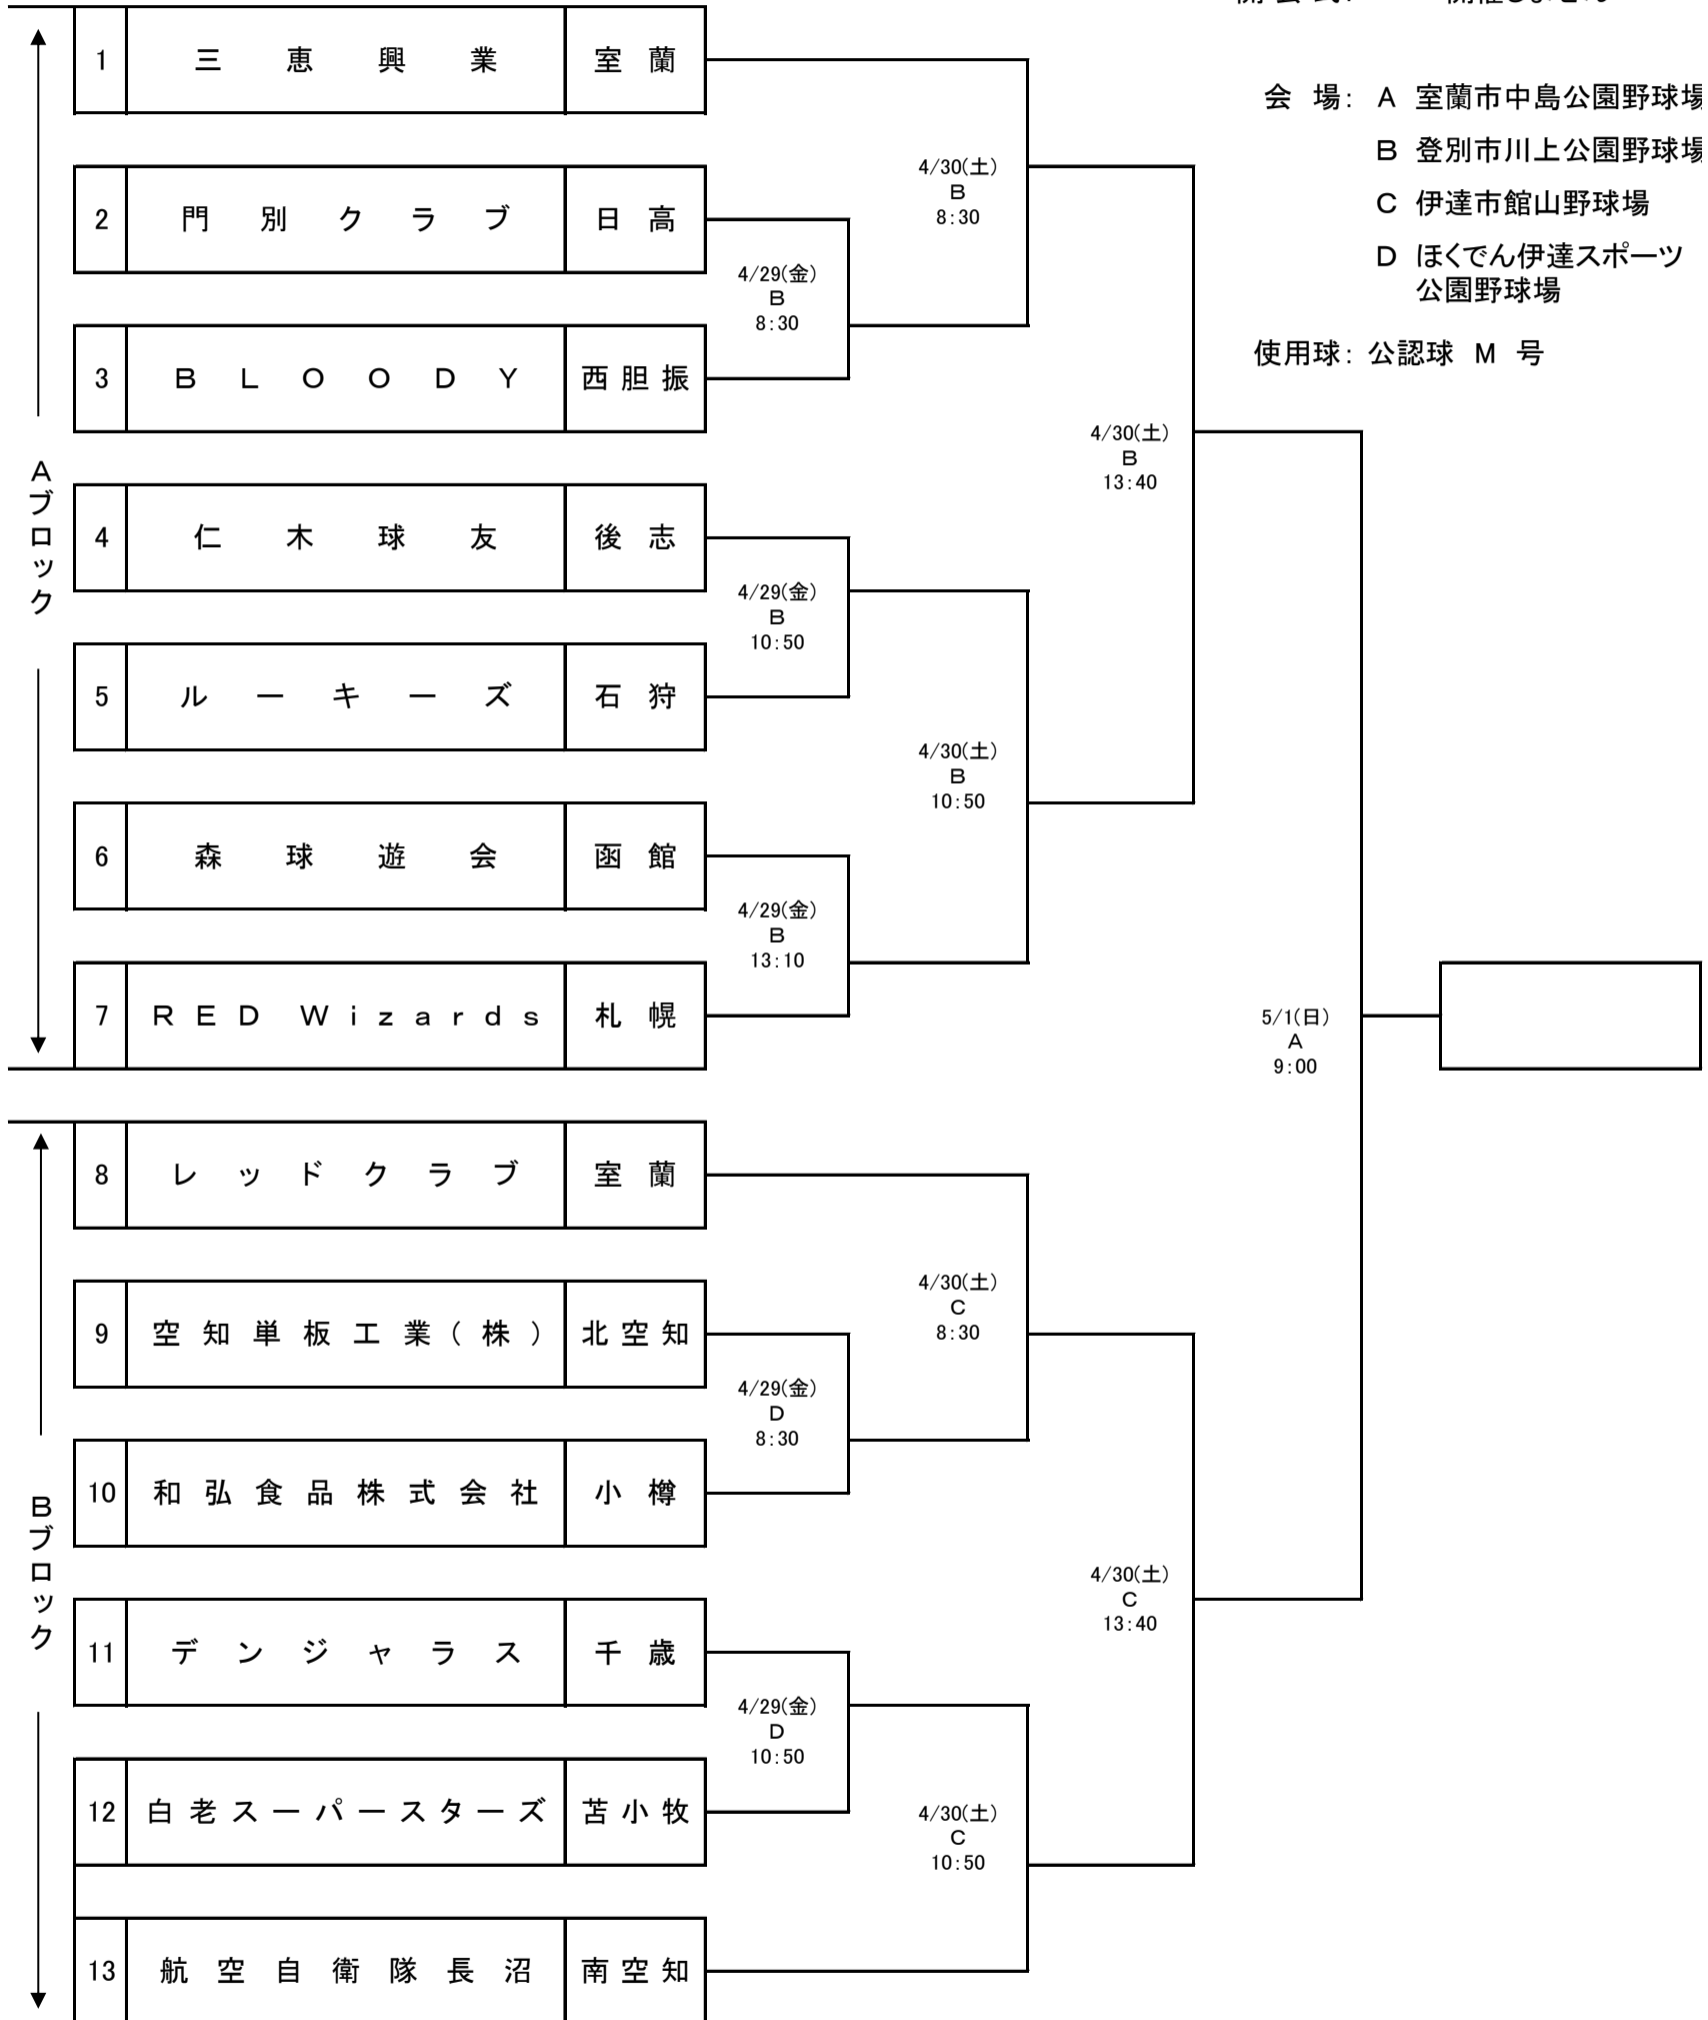 会 場： A 室蘭市中島公園野球場
B 登別市川上公園野球場
C 伊達市館山野球場
D ほくでん伊達スポーツ
公園野球場
使用球： 公認球 M 号
Aブロック
1 三恵興業 室蘭
2 門別クラブ 日高
3 BLOODY 西胆振
4 仁木球友 後志
5 ルーキーズ 石狩
6 森球遊会 函館
7 RED Wizards 札幌
4/29(金)
B
8:30
4/29(金)
B
10:50
4/29(金)
B
13:10
4/30(土)
B
8:30
4/30(土)
B
10:50
4/30(土)
B
13:40
5/1(日)
A
9:00
Bブロック
8 レッドクラブ 室蘭
9 空知単板工業(株) 北空知
10 和弘食品株式会社 小樽
11 デンジャラス 千歳
12 白老スーパースターズ 苫小牧
13 航空自衛隊長沼 南空知
4/29(金)
D
8:30
4/29(金)
D
10:50
4/30(土)
C
8:30
4/30(土)
C
10:50
4/30(土)
C
13:40